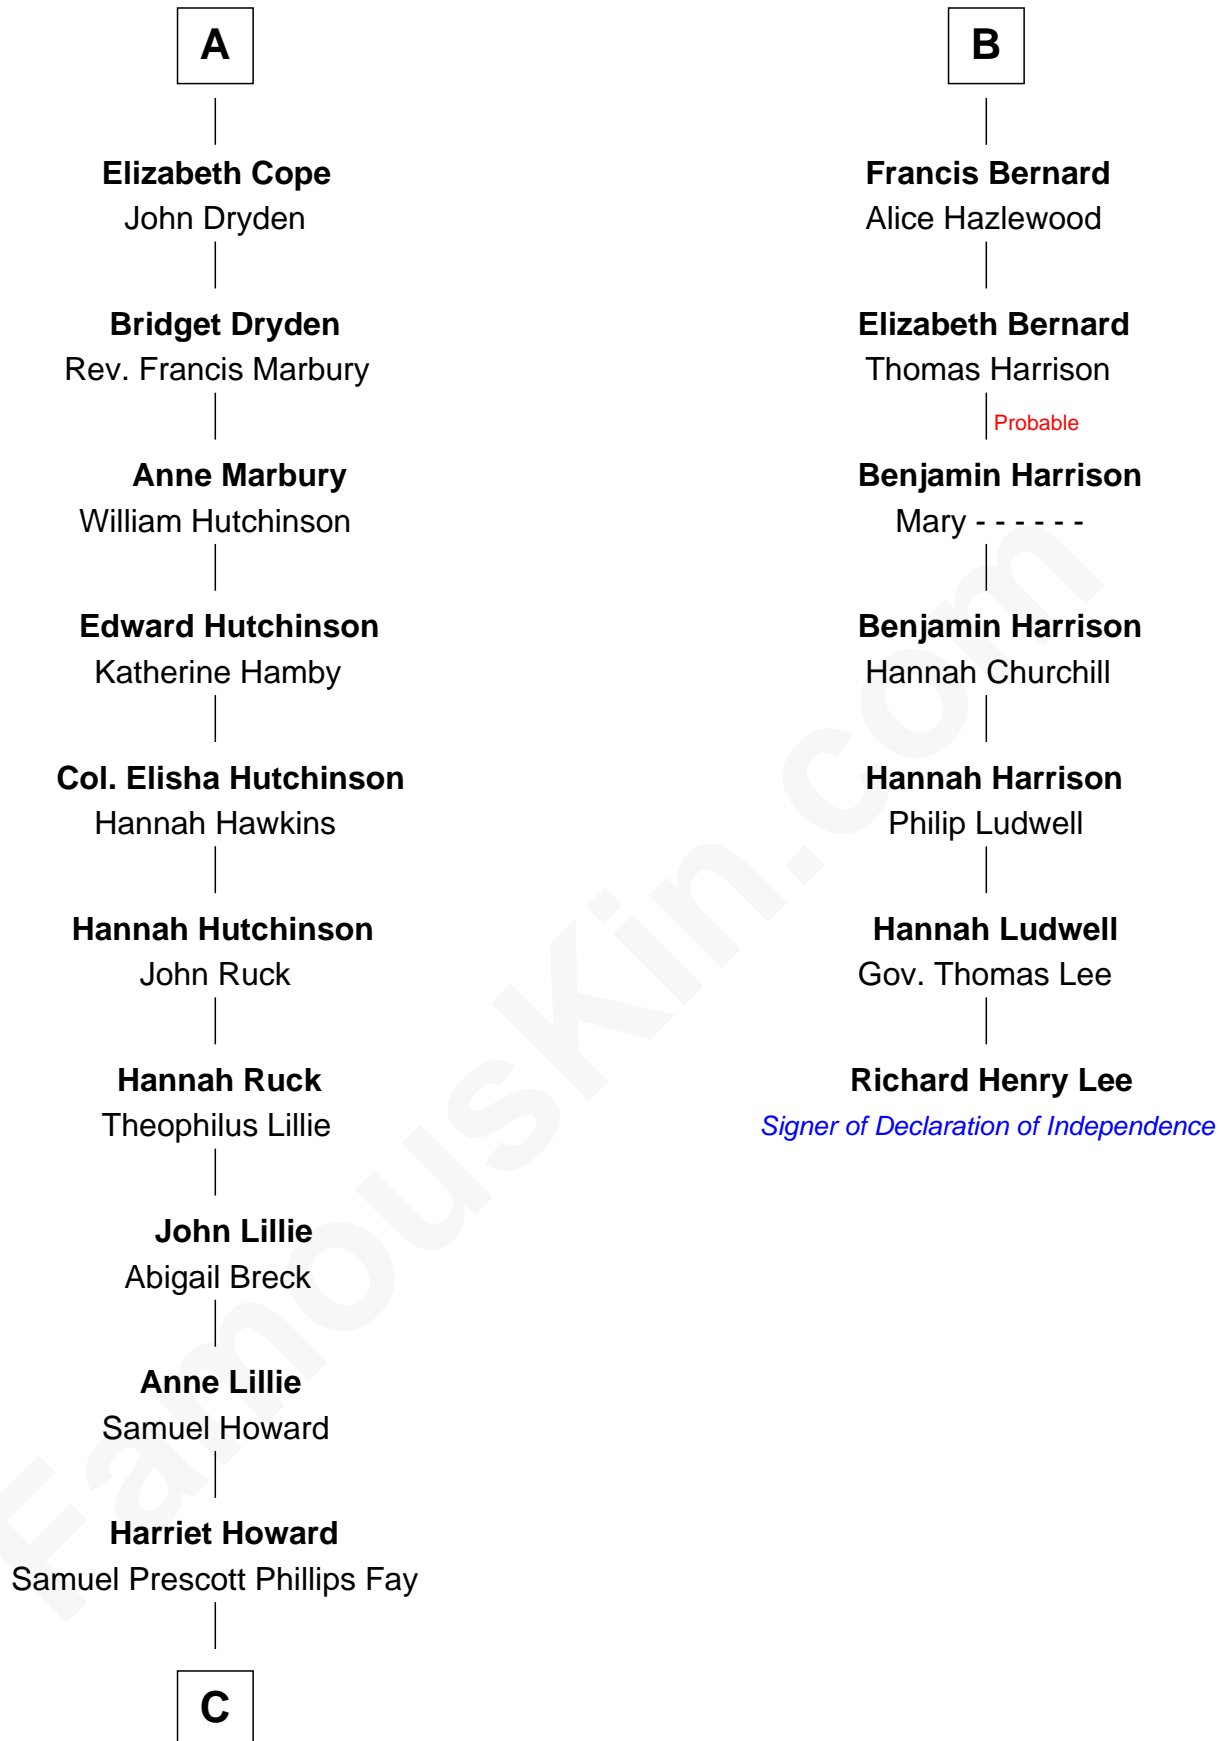 A
Elizabeth Cope
John Dryden
Bridget Dryden
Rev. Francis Marbury
Anne Marbury
William Hutchinson
Edward Hutchinson
Katherine Hamby
Col. Elisha Hutchinson
Hannah Hawkins
Hannah Hutchinson
John Ruck
Hannah Ruck
Theophilus Lillie
John Lillie
Abigail Breck
Anne Lillie
Samuel Howard
Harriet Howard
Samuel Prescott Phillips Fay
C
B
Francis Bernard
Alice Hazlewood
Elizabeth Bernard
Thomas Harrison
Probable
Benjamin Harrison
Mary - - - - - -
Benjamin Harrison
Hannah Churchill
Hannah Harrison
Philip Ludwell
Hannah Ludwell
Gov. Thomas Lee
Richard Henry Lee
Signer of Declaration of Independence
FamousKin.com